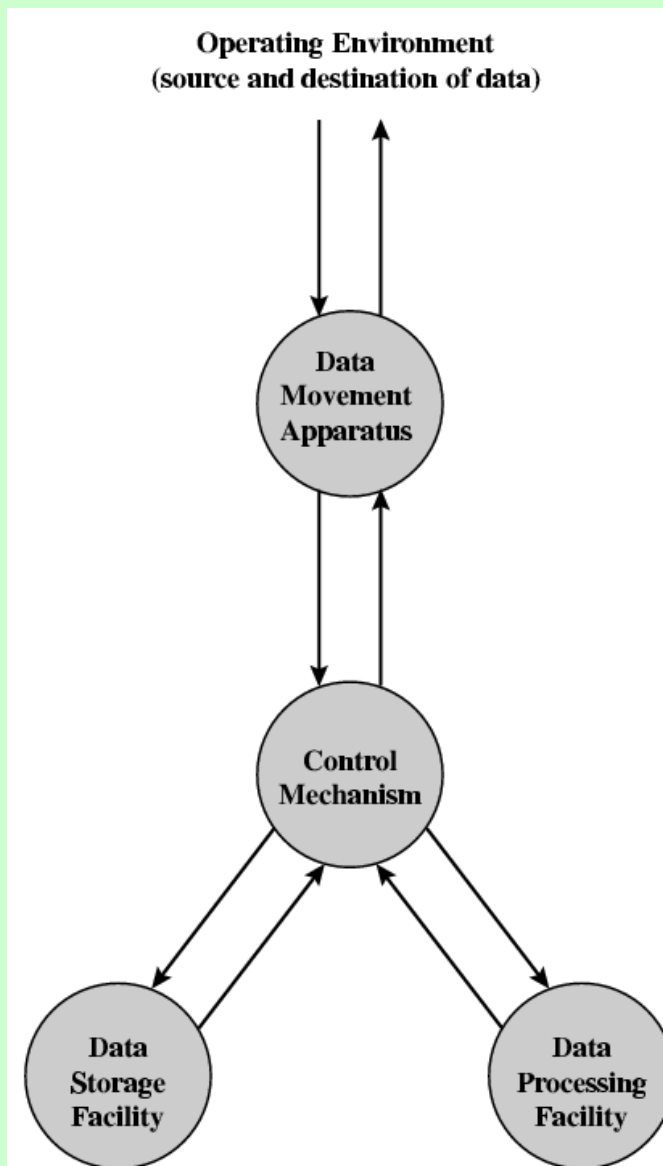 Operating Environment
(source and destination of data)
Data
Movement
Apparatus
Control
Mechanism
Data
Storage
Facility
Data
Processing
Facility